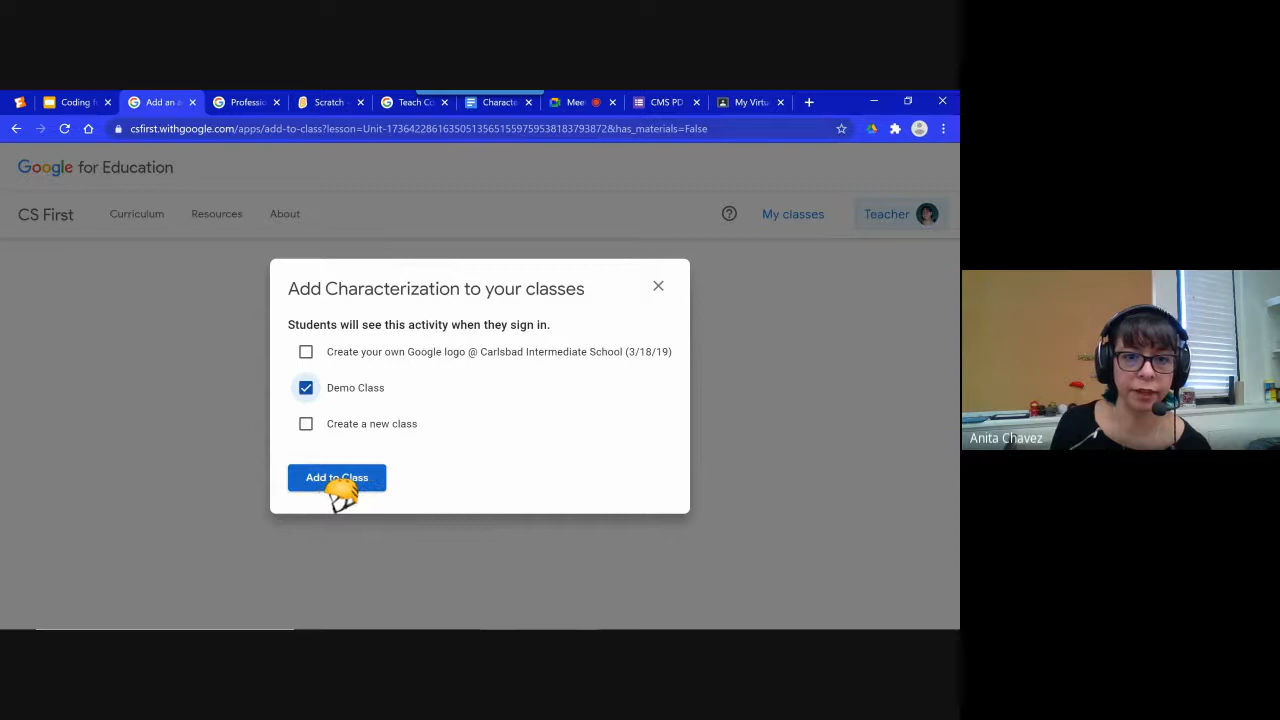 Coding f
Add an a
Professio
Scratch
Teach Co
Characte
Mee
CMS PD
My Virtu
csfirst.withgoogle.com/apps/add-to-class?lesson=Unit-1736422861635051356515597595381837938​72&has_materials=False
Google for Education
CS First
Curriculum
Resources
About
My classes
Teacher
Add Characterization to your classes
Students will see this activity when they sign in.
Create your own Google logo @ Carlsbad Intermediate School (3/18/19)
Demo Class
Create a new class
Add to Class
Anita Chavez